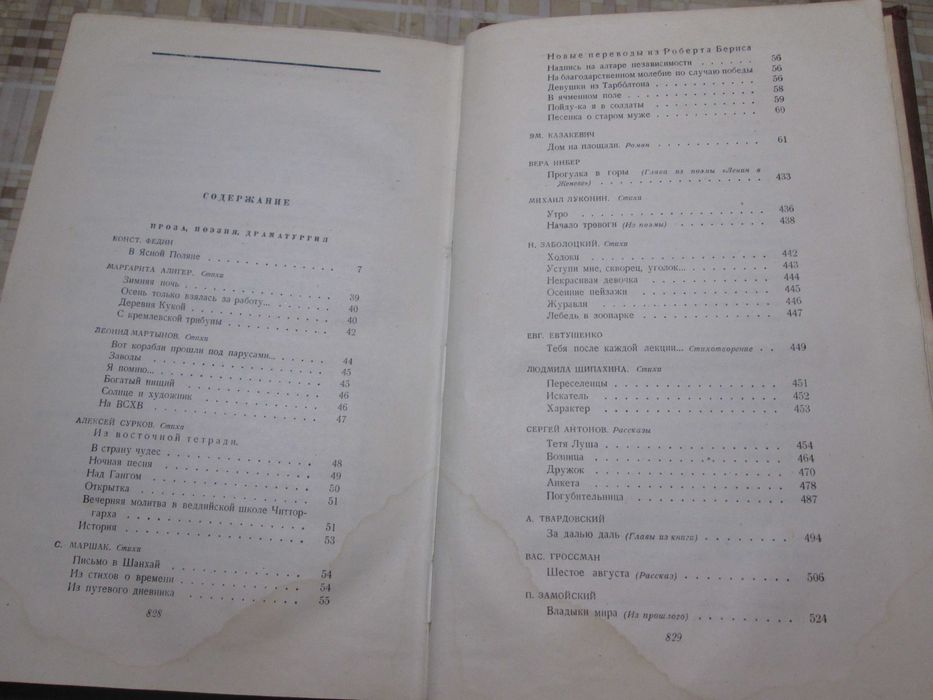 СОДЕРЖАНИЕ
ПРОЗА, ПОЭЗИЯ, ДРАМАТУРГИЯ
КОНСТ. ФЕДИН
В Ясной Поляне . . . . . . . . . . . . 7
МАРГАРИТА АЛИГЕР. Стихи
Зимняя ночь . . . . . . . . . . . . 39
Осень только взялась за работу... . . . . . . 40
Деревня Кукой . . . . . . . . . . . . 40
С кремлевской трибуны . . . . . . . . . 42
ЛЕОНИД МАРТЫНОВ. Стихи
Вот корабли прошли под парусами... . . . . . 44
Заводы . . . . . . . . . . . . 45
Я помню... . . . . . . . . . . . . 45
Богатый нищий . . . . . . . . . . . . 45
Солнце и художник . . . . . . . . . . 46
На ВСХВ . . . . . . . . . . . . 46
47
АЛЕКСЕЙ СУРКОВ. Стихи
Из восточной тетради.
В страну чудес . . . . . . . . . . . . 48
Ночная песня . . . . . . . . . . . . 49
Над Гангом . . . . . . . . . . . . 50
Открытка . . . . . . . . . . . . 51
Вечерняя молитва в ведлийской школе Читтор-
гарха . . . . . . . . . . . . 51
История . . . . . . . . . . . . 53
С. МАРШАК. Стихи
Письмо в Шанхай . . . . . . . . . . . 54
Из стихов о времени . . . . . . . . . . 54
Из путевого дневника . . . . . . . . . . 55
828
Новые переводы из Роберта Бернса
Надпись на алтаре независимости . . . . . . 56
На благодарственном молебне по случаю победы 56
Девушки из Тарболтона . . . . . . . . . 56
В ячменном поле . . . . . . . . . . . 58
Пойду-ка я в солдаты . . . . . . . . . . 59
Песенка о старом муже . . . . . . . . . 60
ЭМ. КАЗАКЕВИЧ
Дом на площади. Роман . . . . . . . . . 61
ВЕРА ИНБЕР
Прогулка в горы (Глава из поэмы «Ленин в
Женеве») . . . . . . . . . . . . 433
МИХАИЛ ЛУКОНИН. Стихи
Утро . . . . . . . . . . . . 436
Начало тревоги (Из поэмы) . . . . . . . . 438
Н. ЗАБОЛОЦКИЙ. Стихи
Ходоки . . . . . . . . . . . . 442
Уступи мне, скворец, уголок... . . . . . . . 443
Некрасивая девочка . . . . . . . . . . 444
Осенние пейзажи . . . . . . . . . . . 445
Журавли . . . . . . . . . . . . 446
Лебедь в зоопарке . . . . . . . . . . . 447
ЕВГ. ЕВТУШЕНКО
Тебя после каждой лекции... Стихотворение . . 449
ЛЮДМИЛА ЩИПАХИНА. Стихи
Переселенцы . . . . . . . . . . . . 451
Искатель . . . . . . . . . . . . 452
Характер . . . . . . . . . . . . 453
СЕРГЕЙ АНТОНОВ. Рассказы
Тетя Луша . . . . . . . . . . . . 454
Возница . . . . . . . . . . . . 464
Дружок . . . . . . . . . . . . 470
Анкета . . . . . . . . . . . . 478
Погубительница . . . . . . . . . . . 487
А. ТВАРДОВСКИЙ
За далью даль (Главы из книга) . . . . . . . 494
ВАС. ГРОССМАН
Шестое августа (Рассказ) . . . . . . . . . 506
П. ЗАМОЙСКИЙ
Владыки мира (Из прошлого) . . . . . . . . 524
829